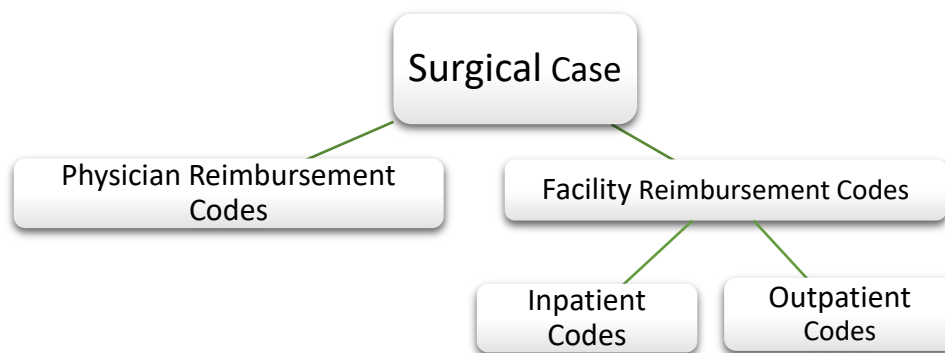 Surgical Case
Physician Reimbursement
Codes
Facility Reimbursement Codes
Inpatient
Codes
Outpatient
Codes